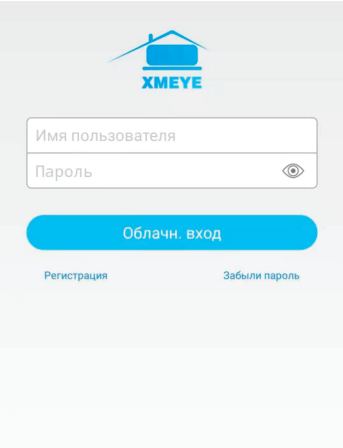 XMEYE
Имя пользователя
Пароль
Облачн. вход
Регистрация
Забыли пароль